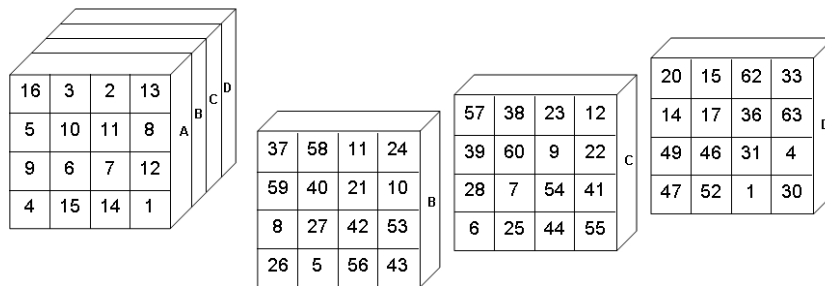 A B C D
16 3 2 13
5 10 11 8
9 6 7 12
4 15 14 1
37 58 11 24
59 40 21 10
8 27 42 53
26 5 56 43
B
57 38 23 12
39 60 9 22
28 7 54 41
6 25 44 55
C
20 15 62 33
14 17 36 63
49 46 31 4
47 52 1 30
D